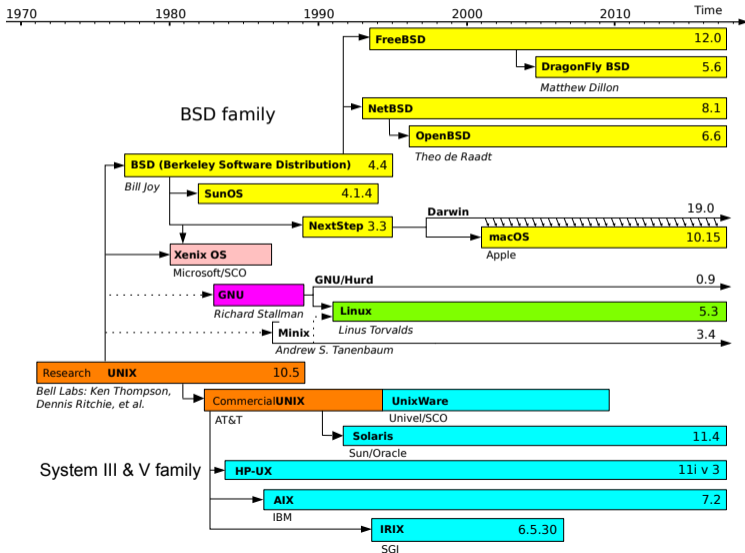 1970 1980 1990 2000 2010 Time
FreeBSD 12.0
DragonFly BSD 5.6
Matthew Dillon
BSD family
NetBSD 8.1
OpenBSD 6.6
Theo de Raadt
BSD (Berkeley Software Distribution) 4.4
Bill Joy
SunOS 4.1.4
Darwin 19.0
NextStep 3.3
macOS 10.15
Apple
Xenix OS
Microsoft/SCO
GNU/Hurd 0.9
GNU
Richard Stallman
Linux 5.3
Linus Torvalds
Minix 3.4
Andrew S. Tanenbaum
Research UNIX 10.5
Bell Labs: Ken Thompson,
Dennis Ritchie, et al.
CommercialUNIX UnixWare
AT&T Univel/SCO
Solaris 11.4
Sun/Oracle
System III & V family
HP-UX 11i v 3
AIX 7.2
IBM
IRIX 6.5.30
SGI